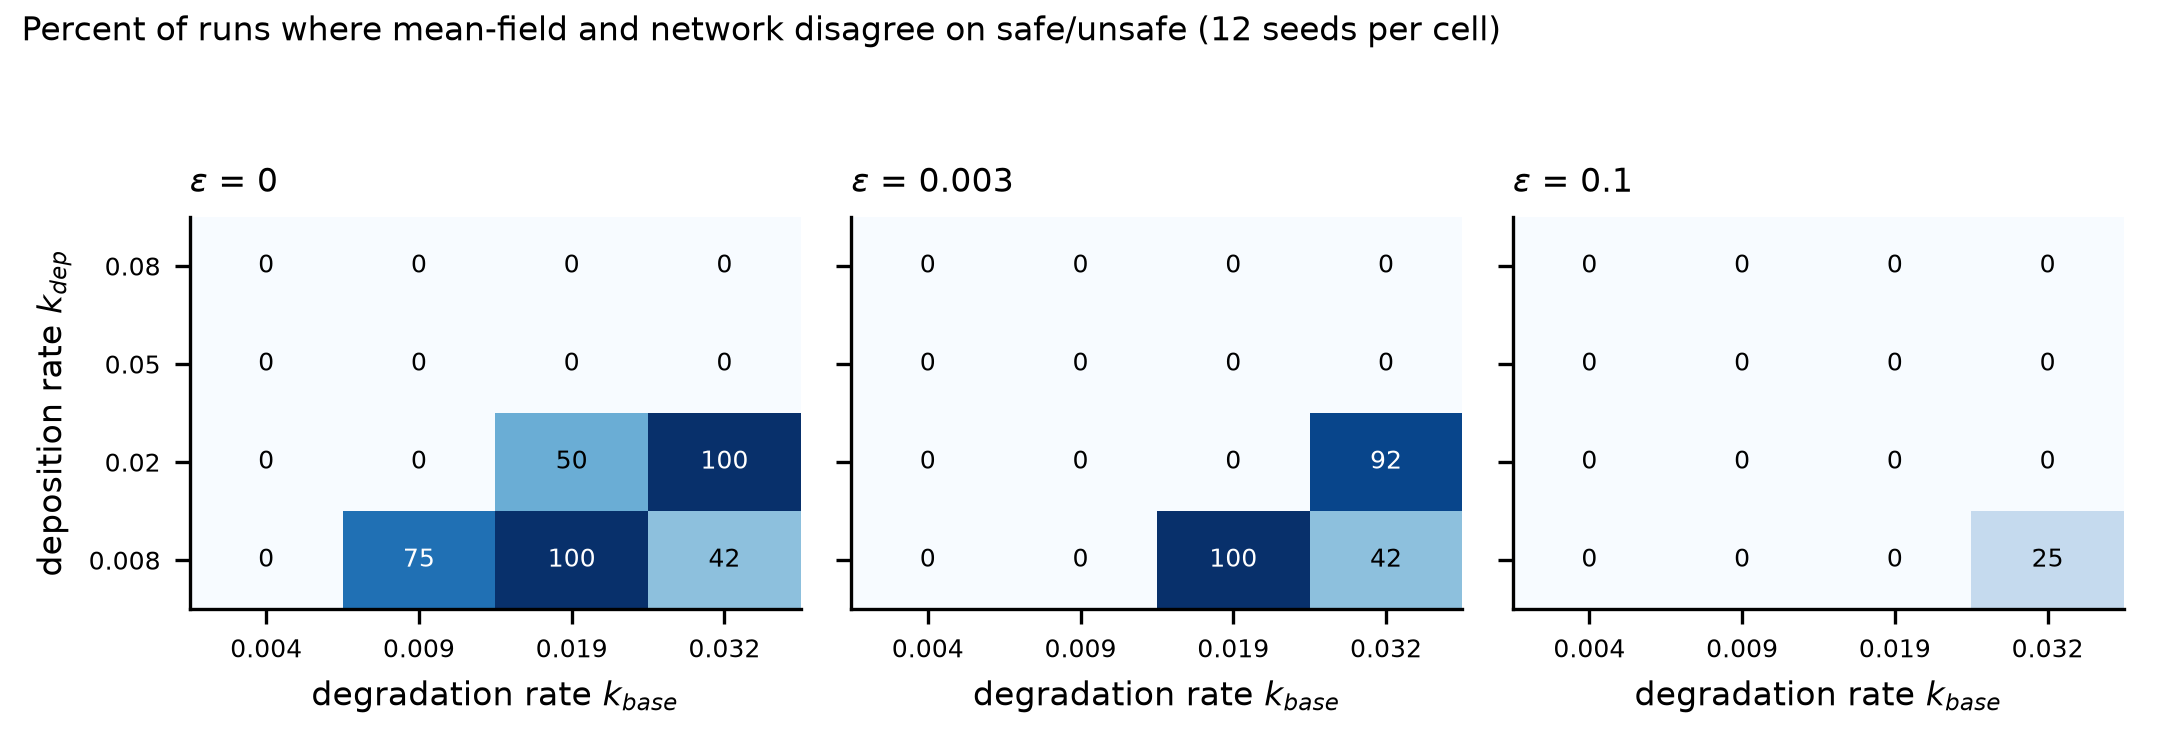 Percent of runs where mean-field and network disagree on safe/unsafe (12 seeds per cell)
ε = 0
ε = 0.003
ε = 0.1
deposition rate k_dep
0.08
0 0 0 0
0 0 0 0
0 0 0 0
0.05
0 0 0 0
0 0 0 0
0 0 0 0
0.02
0 0 50 100
0 0 0 92
0 0 0 0
0.008
0 75 100 42
0 0 100 42
0 0 0 25
0.004 0.009 0.019 0.032
0.004 0.009 0.019 0.032
0.004 0.009 0.019 0.032
degradation rate k_base
degradation rate k_base
degradation rate k_base